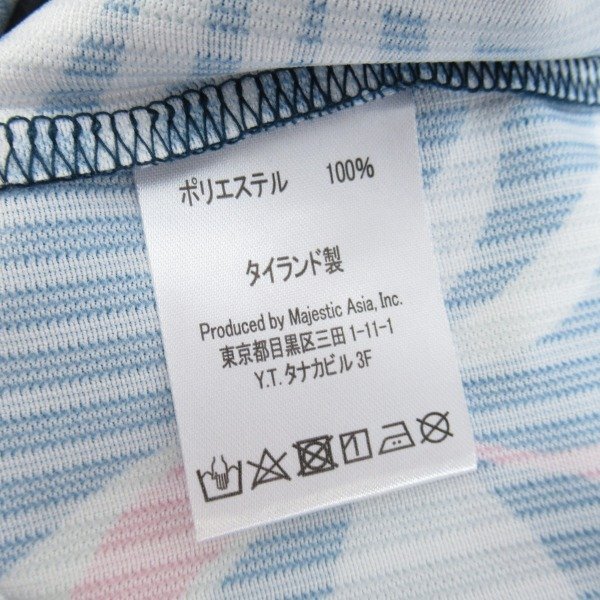 ポリエステル 100%
タイランド製
Produced by Majestic Asia, Inc.
東京都目黒区三田 1-11-1
Y.T. タナカビル 3F